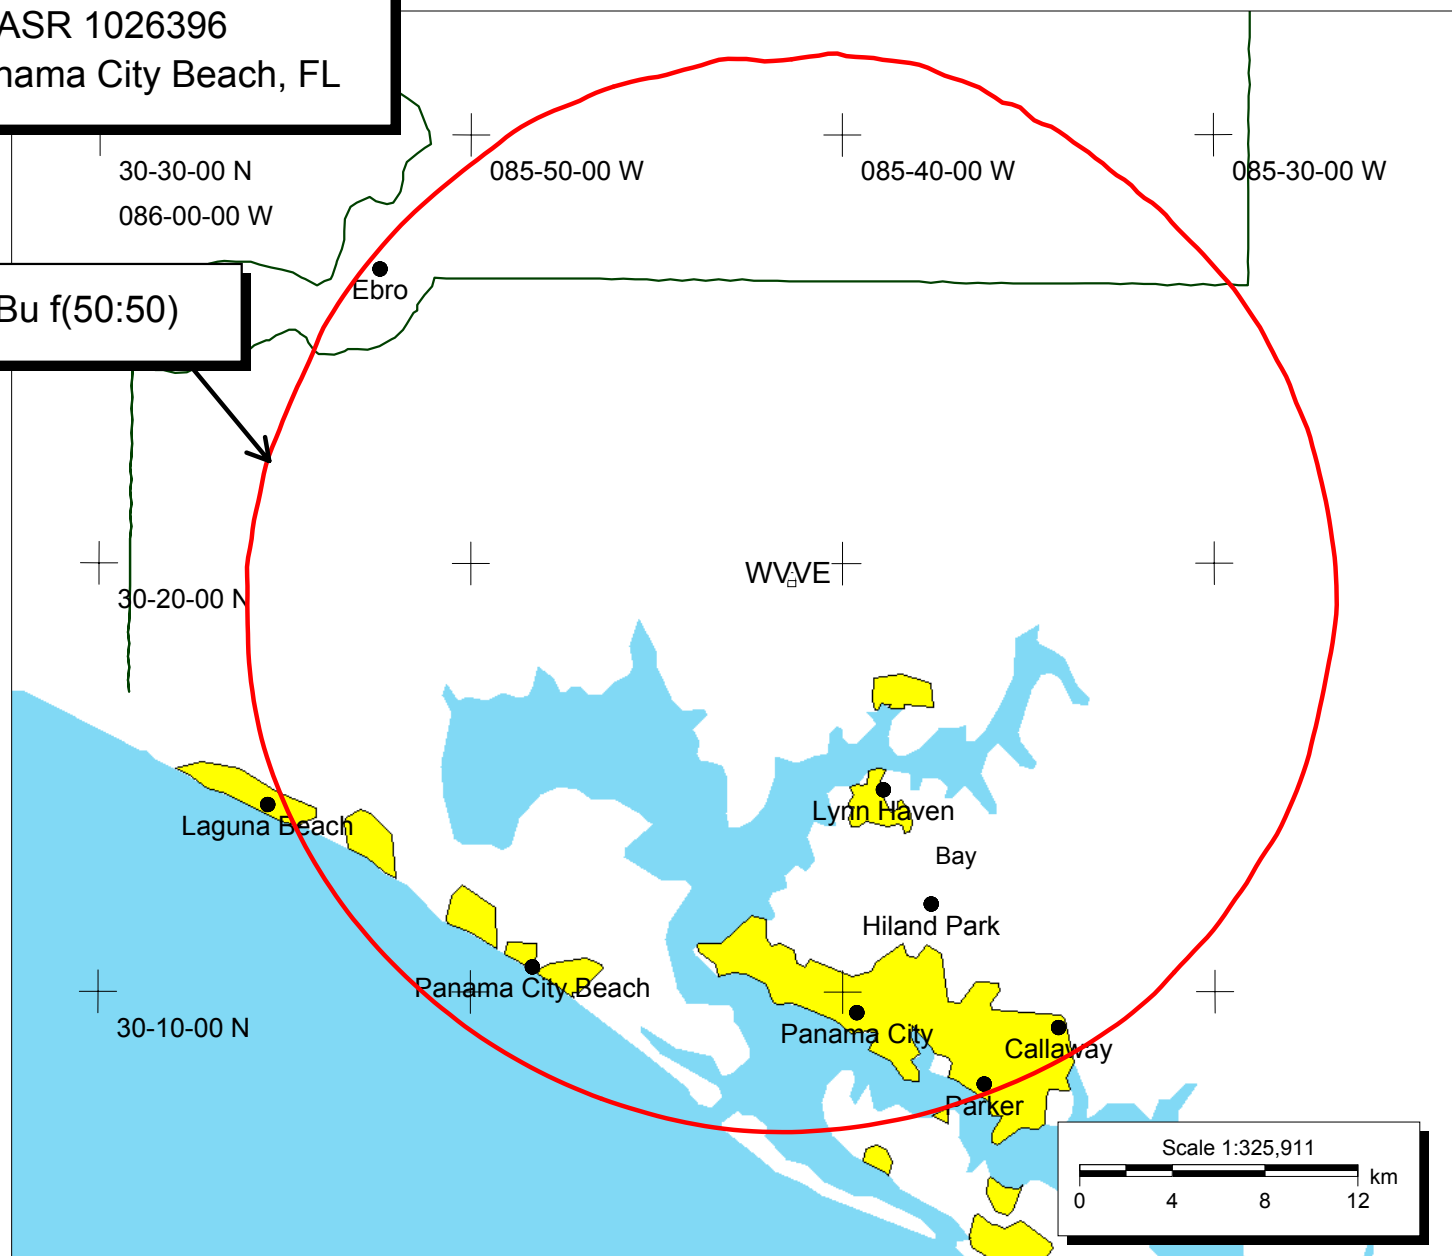 ASR 1026396
nama City Beach, FL
30-30-00 N
086-00-00 W
085-50-00 W
085-40-00 W
085-30-00 W
Ebro
Bu f(50:50)
WVVE
30-20-00 N
Laguna Beach
Lynn Haven
Bay
Hiland Park
Panama City Beach
30-10-00 N
Panama City
Callaway
Parker
Scale 1:325,911
km
0 4 8 12